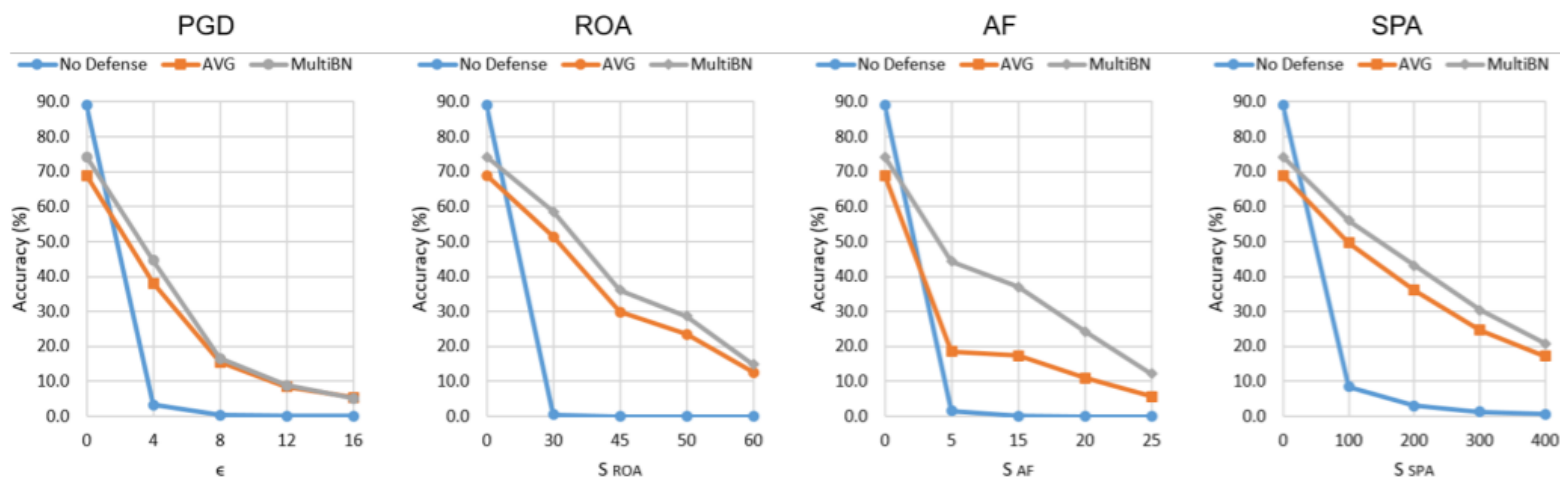 PGD ROA AF SPA
No Defense AVG MultiBN No Defense AVG MultiBN No Defense AVG MultiBN No Defense AVG MultiBN
90.0 90.0 90.0 90.0
80.0 80.0 80.0 80.0
70.0 70.0 70.0 70.0
60.0 60.0 60.0 60.0
50.0 50.0 50.0 50.0
40.0 40.0 40.0 40.0
30.0 30.0 30.0 30.0
20.0 20.0 20.0 20.0
10.0 10.0 10.0 10.0
0.0 0.0 0.0 0.0
Accuracy (%) Accuracy (%) Accuracy (%) Accuracy (%)
0 4 8 12 16 0 30 45 50 60 0 5 15 20 25 0 100 200 300 400
ϵ S ROA S AF S SPA